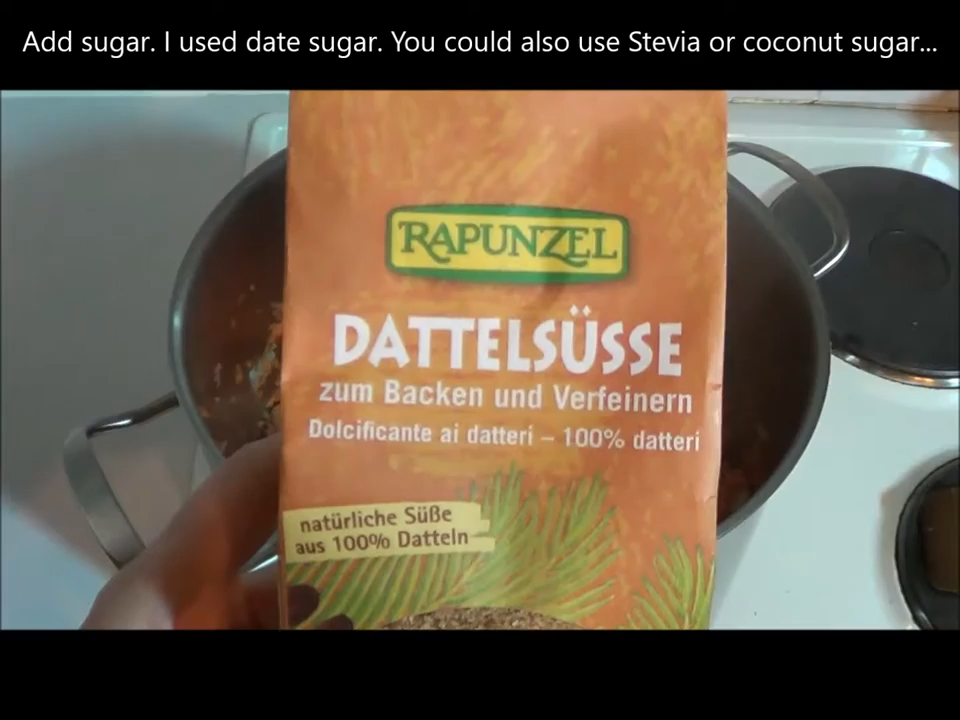 Add sugar. I used date sugar. You could also use Stevia or coconut sugar...
RAPUNZEL
DATTELSÜSSE
zum Backen und Verfeinern
Dolcificante ai datteri – 100% datteri
natürliche Süße
aus 100% Datteln